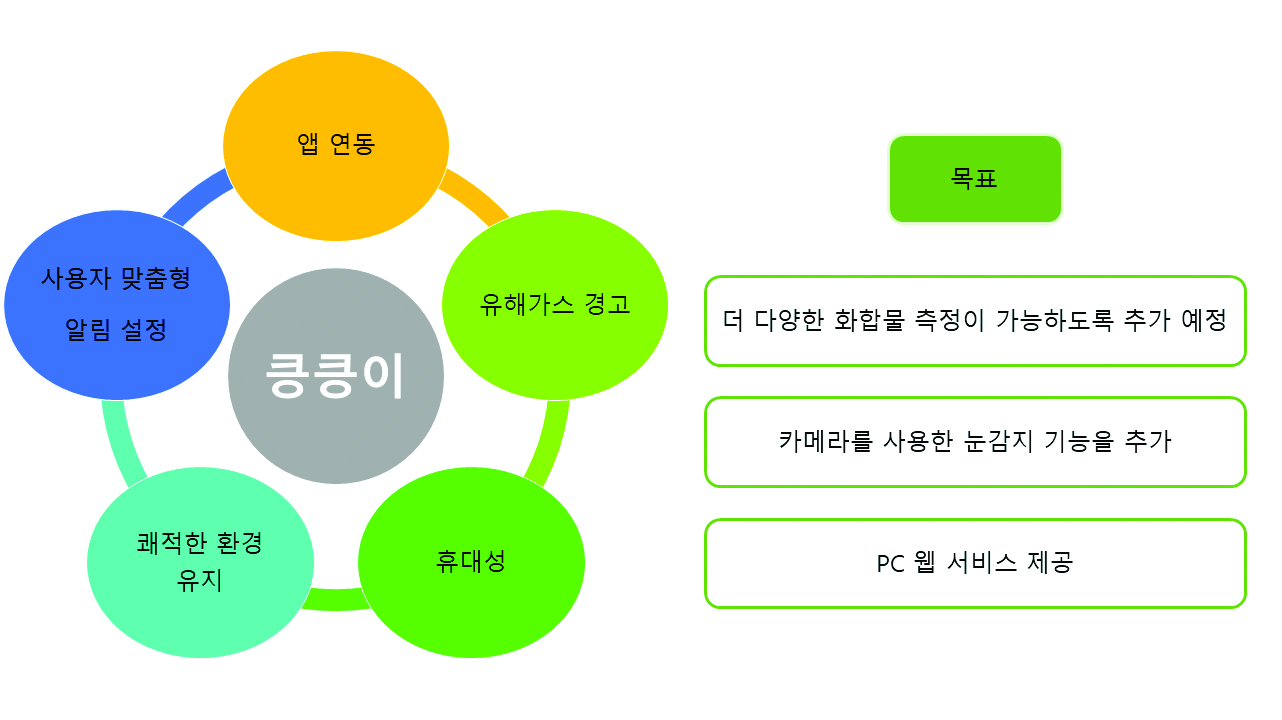 앱 연동
사용자 맞춤형
알림 설정
유해가스 경고
킁킁이
쾌적한 환경
유지
휴대성
목표
더 다양한 화합물 측정이 가능하도록 추가 예정
카메라를 사용한 눈감지 기능을 추가
PC 웹 서비스 제공